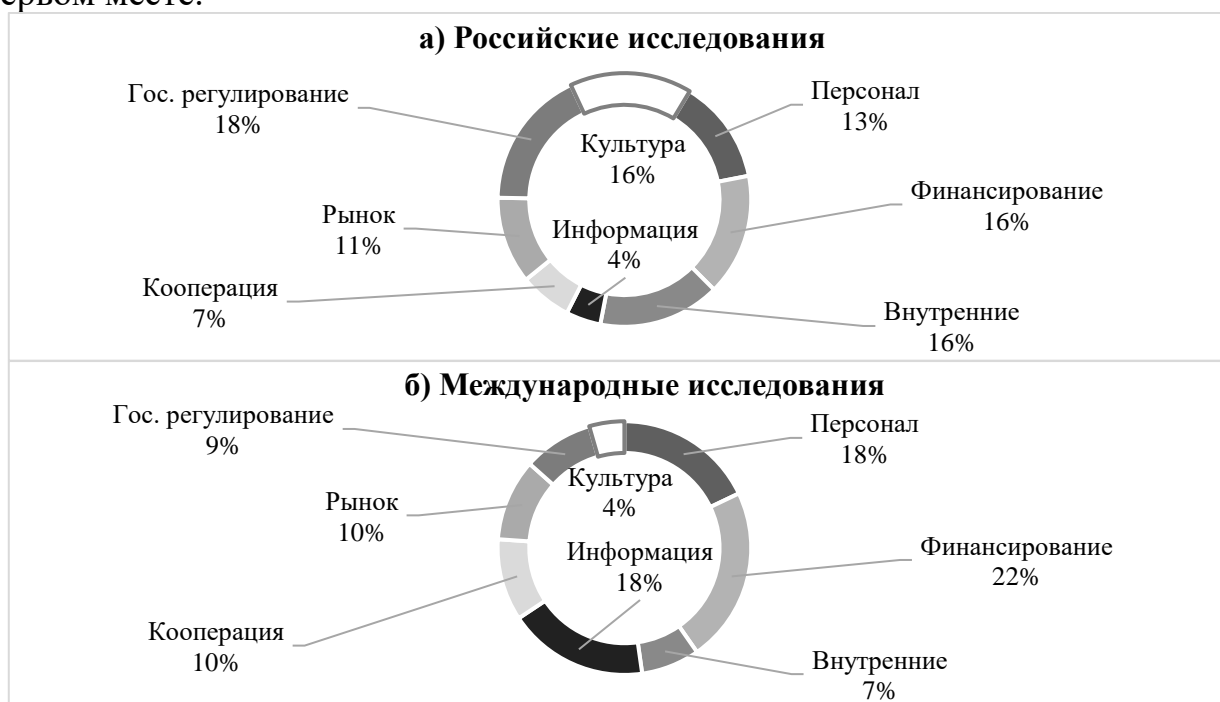 ервом месте.
а) Российские исследования
Гос. регулирование
18%
Персонал
13%
Культура
16%
Финансирование
16%
Рынок
11%
Информация
4%
Кооперация
7%
Внутренние
16%
б) Международные исследования
Гос. регулирование
9%
Персонал
18%
Культура
4%
Рынок
10%
Информация
18%
Финансирование
22%
Кооперация
10%
Внутренние
7%